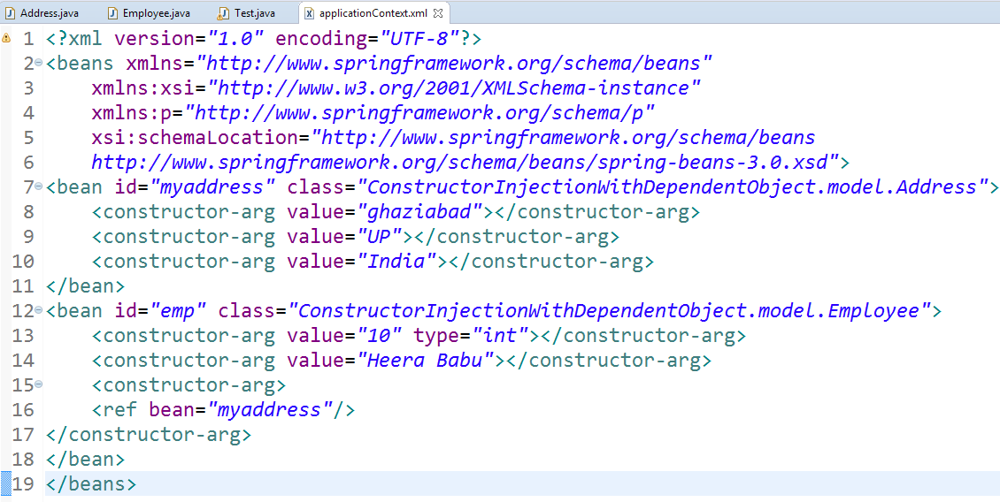 Address.java Employee.java Test.java applicationContext.xml
1 <?xml version="1.0" encoding="UTF-8"?>
2 <beans xmlns="http://www.springframework.org/schema/beans"
3     xmlns:xsi="http://www.w3.org/2001/XMLSchema-instance"
4     xmlns:p="http://www.springframework.org/schema/p"
5     xsi:schemaLocation="http://www.springframework.org/schema/beans
6     http://www.springframework.org/schema/beans/spring-beans-3.0.xsd">
7 <bean id="myaddress" class="ConstructorInjectionWithDependentObject.model.Address">
8     <constructor-arg value="ghaziabad"></constructor-arg>
9     <constructor-arg value="UP"></constructor-arg>
10     <constructor-arg value="India"></constructor-arg>
11 </bean>
12 <bean id="emp" class="ConstructorInjectionWithDependentObject.model.Employee">
13     <constructor-arg value="10" type="int"></constructor-arg>
14     <constructor-arg value="Heera Babu"></constructor-arg>
15     <constructor-arg>
16     <ref bean="myaddress"/>
17 </constructor-arg>
18 </bean>
19 </beans>